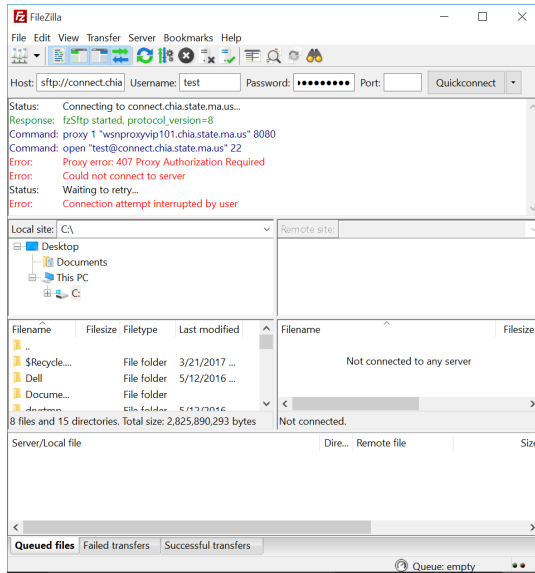 FileZilla
File Edit View Transfer Server Bookmarks Help
Host: sftp://connect.chia Username: test Password: ●●●●●●●●● Port: Quickconnect
Status: Connecting to connect.chia.state.ma.us...
Response: fzSftp started, protocol_version=8
Command: proxy 1 "wsnproxyvip101.chia.state.ma.us" 8080
Command: open "test@connect.chia.state.ma.us" 22
Error: Proxy error: 407 Proxy Authorization Required
Error: Could not connect to server
Status: Waiting to retry...
Error: Connection attempt interrupted by user
Local site: C:\ Remote site:
Desktop
Documents
This PC
C:
Filename Filesize Filetype Last modified Filename Filesize
..
$Recycle.... File folder 3/21/2017 ... Not connected to any server
Dell File folder 5/12/2016 ...
Docume... File folder
File folder 5/12/2016
8 files and 15 directories. Total size: 2,825,890,293 bytes Not connected.
Server/Local file Dire... Remote file Size
Queued files Failed transfers Successful transfers
Queue: empty